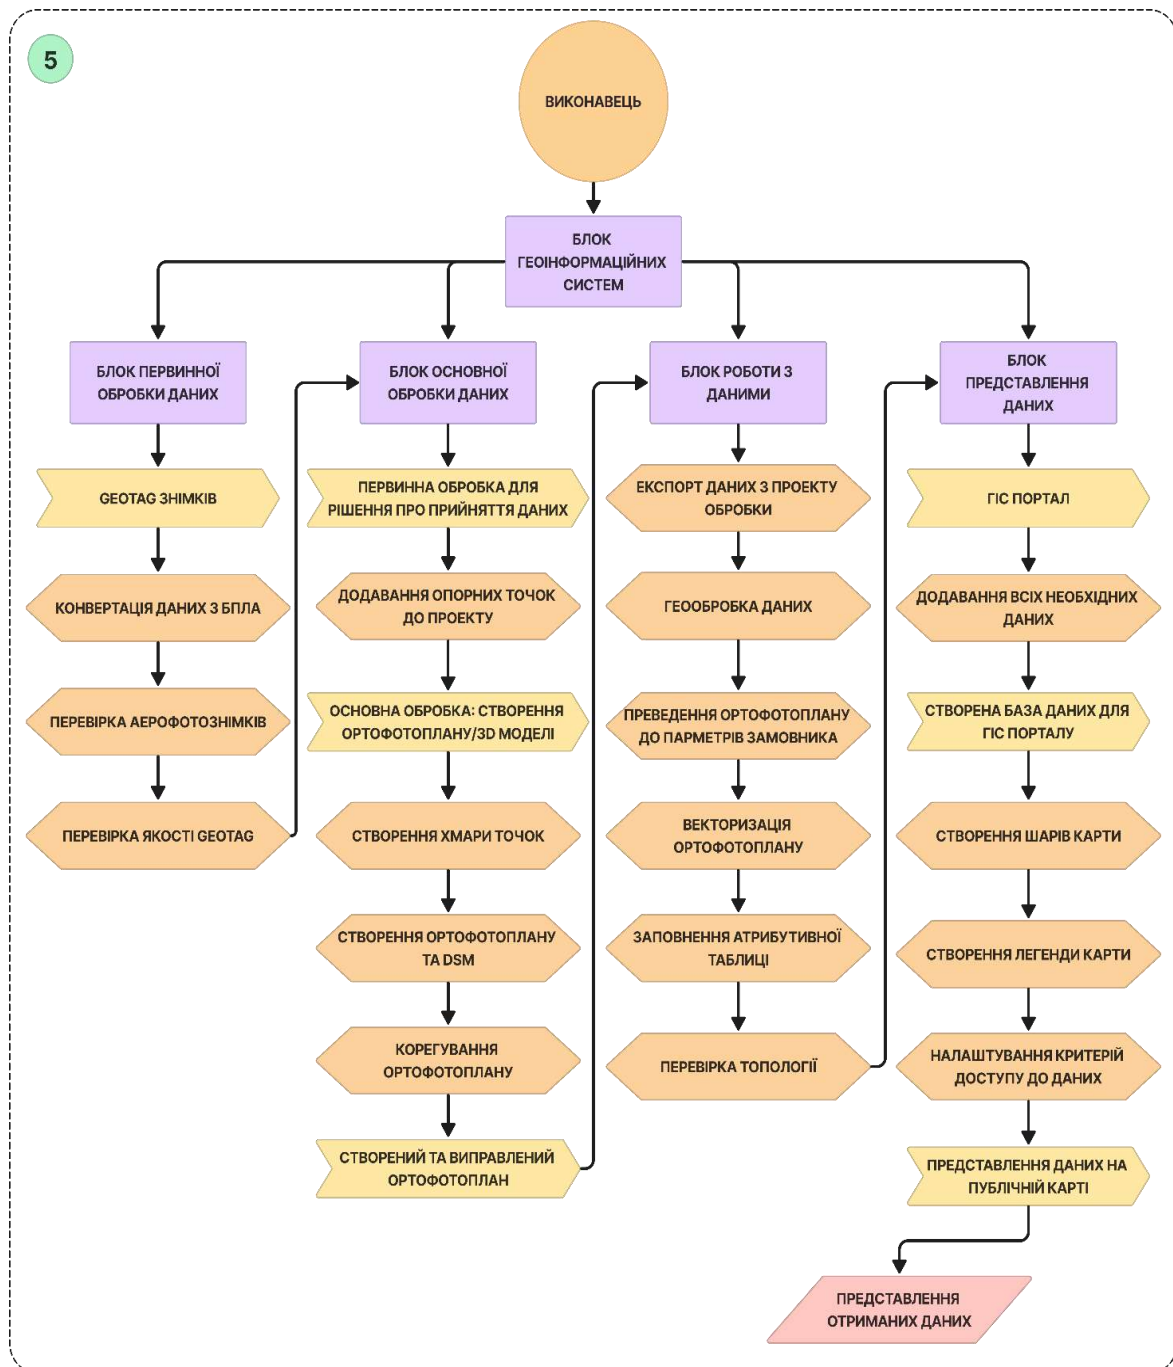 5
ВИКОНАВЕЦЬ
БЛОК
ГЕОІНФОРМАЦІЙНИХ
СИСТЕМ
БЛОК ПЕРВИННОЇ
ОБРОБКИ ДАНИХ
GEOTAG ЗНІМКІВ
КОНВЕРТАЦІЯ ДАНИХ З БПЛА
ПЕРЕВІРКА АЕРОФОТОЗНІМКІВ
ПЕРЕВІРКА ЯКОСТІ GEOTAG
БЛОК ОСНОВНОЇ
ОБРОБКИ ДАНИХ
ПЕРВИННА ОБРОБКА ДЛЯ
РІШЕННЯ ПРО ПРИЙНЯТТЯ ДАНИХ
ДОДАВАННЯ ОПОРНИХ ТОЧОК
ДО ПРОЕКТУ
ОСНОВНА ОБРОБКА: СТВОРЕННЯ
ОРТОФОТОПЛАНУ/3D МОДЕЛІ
СТВОРЕННЯ ХМАРИ ТОЧОК
СТВОРЕННЯ ОРТОФОТОПЛАНУ
ТА DSM
КОРЕГУВАННЯ
ОРТОФОТОПЛАНУ
СТВОРЕНИЙ ТА ВИПРАВЛЕНИЙ
ОРТОФОТОПЛАН
БЛОК РОБОТИ З
ДАНИМИ
ЕКСПОРТ ДАНИХ З ПРОЕКТУ
ОБРОБКИ
ГЕООБРОБКА ДАНИХ
ПРЕВЕДЕННЯ ОРТОФОТОПЛАНУ
ДО ПАРМЕТРІВ ЗАМОВНИКА
ВЕКТОРИЗАЦІЯ
ОРТОФОТОПЛАНУ
ЗАПОВНЕННЯ АТРИБУТИВНОЇ
ТАБЛИЦІ
ПЕРЕВІРКА ТОПОЛОГІЇ
БЛОК
ПРЕДСТАВЛЕННЯ
ДАНИХ
ГІС ПОРТАЛ
ДОДАВАННЯ ВСІХ НЕОБХІДНИХ
ДАНИХ
СТВОРЕНА БАЗА ДАНИХ ДЛЯ
ГІС ПОРТАЛУ
СТВОРЕННЯ ШАРІВ КАРТИ
СТВОРЕННЯ ЛЕГЕНДИ КАРТИ
НАЛАШТУВАННЯ КРИТЕРІЙ
ДОСТУПУ ДО ДАНИХ
ПРЕДСТАВЛЕННЯ ДАНИХ НА
ПУБЛІЧНІЙ КАРТІ
ПРЕДСТАВЛЕННЯ
ОТРИМАНИХ ДАНИХ